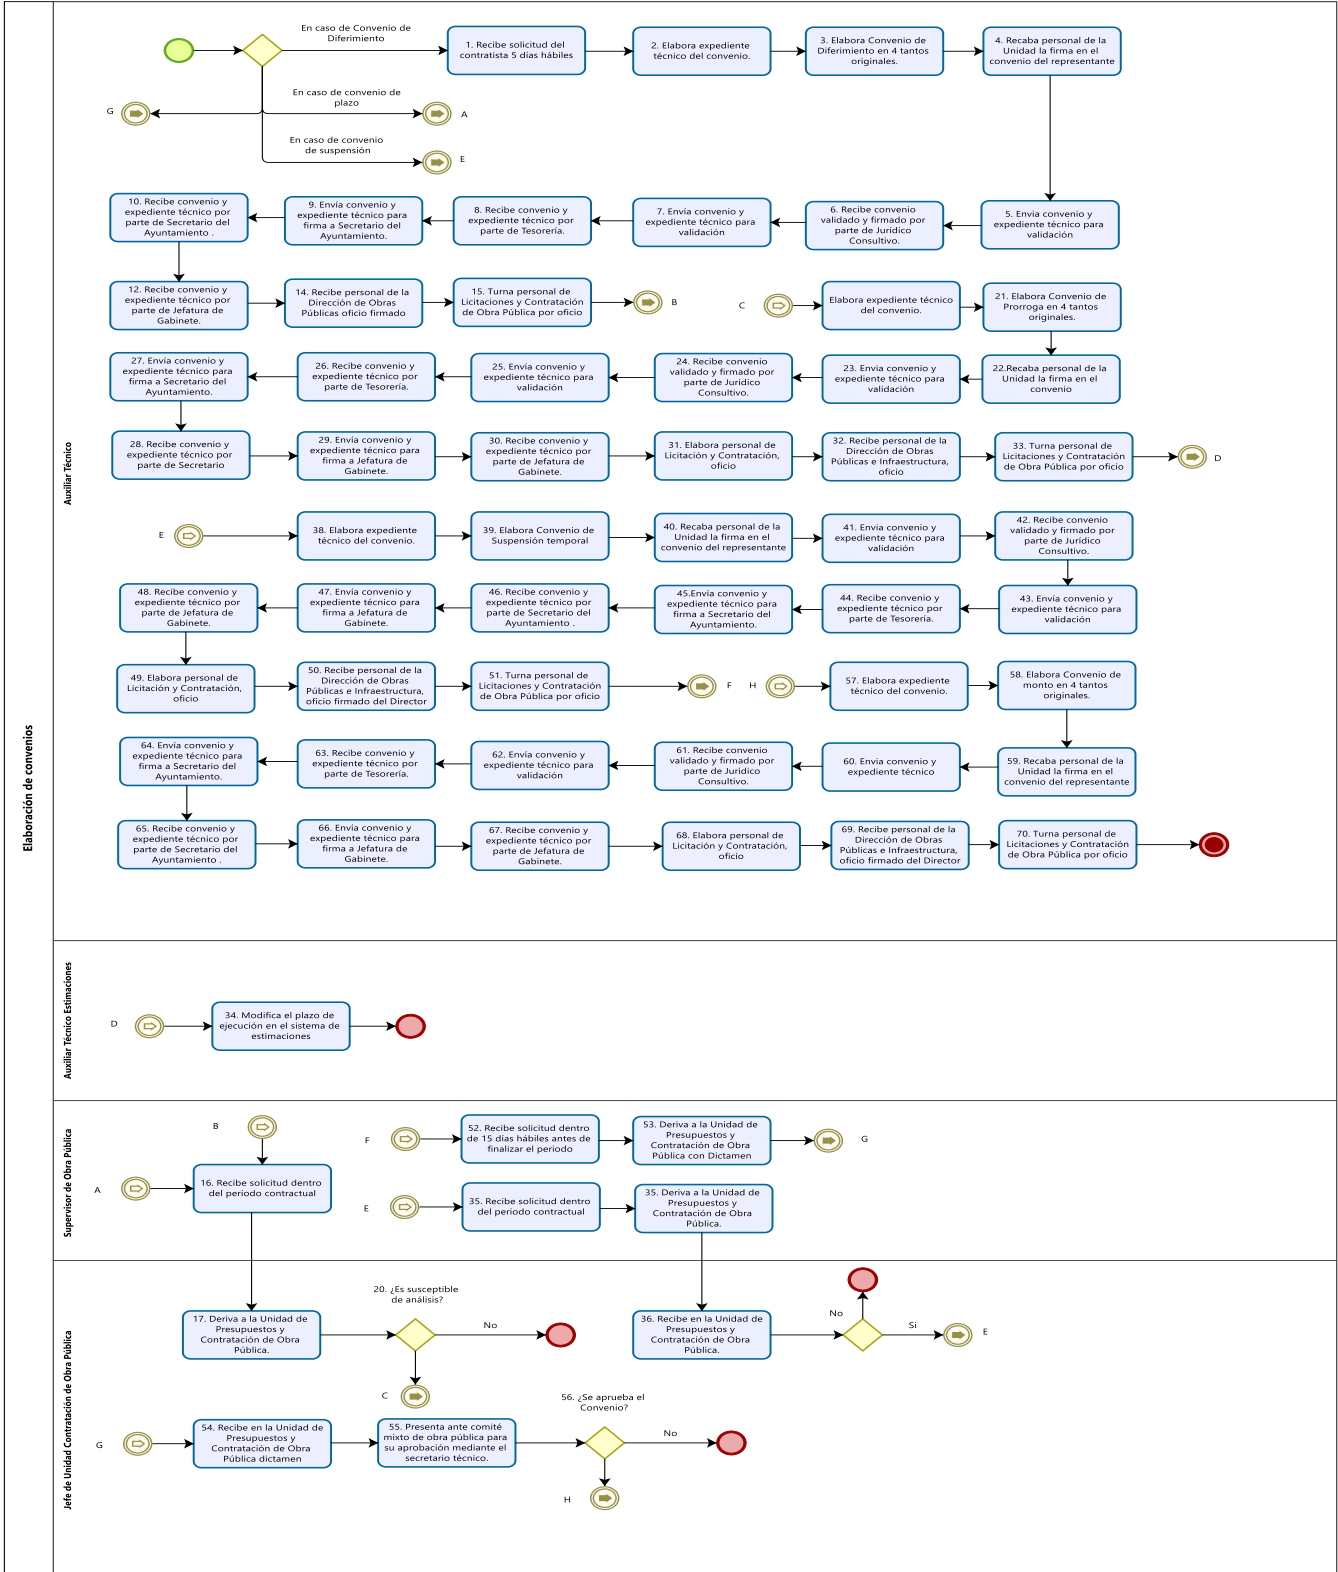 Elaboración de convenios
Auxiliar Técnico
En caso de Convenio de
Diferimiento
1. Recibe solicitud del
contratista 5 días hábiles
2. Elabora expediente
técnico del convenio.
3. Elabora Convenio de
Diferimiento en 4 tantos
originales.
4. Recaba personal de la
Unidad la firma en el
convenio del representante
G
En caso de convenio de
plazo
A
En caso de convenio
de suspensión
E
10. Recibe convenio y
expediente técnico por
parte de Secretario del
Ayuntamiento .
9. Envía convenio y
expediente técnico para
firma a Secretario del
Ayuntamiento.
8. Recibe convenio y
expediente técnico por
parte de Tesorería.
7. Envía convenio y
expediente técnico para
validación
6. Recibe convenio
validado y firmado por
parte de Jurídico
Consultivo.
5. Envia convenio y
expediente técnico para
validación
12. Recibe convenio y
expediente técnico por
parte de Jefatura de
Gabinete.
14. Recibe personal de la
Dirección de Obras
Públicas oficio firmado
15. Turna personal de
Licitaciones y Contratación
de Obra Pública por oficio
B
C
Elabora expediente técnico
del convenio.
21. Elabora Convenio de
Prorroga en 4 tantos
originales.
27. Envía convenio y
expediente técnico para
firma a Secretario del
Ayuntamiento.
26. Recibe convenio y
expediente técnico por
parte de Tesorería.
25. Envía convenio y
expediente técnico para
validación
24. Recibe convenio
validado y firmado por
parte de Jurídico
Consultivo.
23. Envia convenio y
expediente técnico para
validación
22.Recaba personal de la
Unidad la firma en el
convenio
28. Recibe convenio y
expediente técnico por
parte de Secretario
29. Envía convenio y
expediente técnico para
firma a Jefatura de
Gabinete.
30. Recibe convenio y
expediente técnico por
parte de Jefatura de
Gabinete.
31. Elabora personal de
Licitación y Contratación,
oficio
32. Recibe personal de la
Dirección de Obras
Públicas e Infraestructura,
oficio
33. Turna personal de
Licitaciones y Contratación
de Obra Pública por oficio
D
E
38. Elabora expediente
técnico del convenio.
39. Elabora Convenio de
Suspensión temporal
40. Recaba personal de la
Unidad la firma en el
convenio del representante
41. Envia convenio y
expediente técnico para
validación
42. Recibe convenio
validado y firmado por
parte de Jurídico
Consultivo.
48. Recibe convenio y
expediente técnico por
parte de Jefatura de
Gabinete.
47. Envía convenio y
expediente técnico para
firma a Jefatura de
Gabinete.
46. Recibe convenio y
expediente técnico por
parte de Secretario del
Ayuntamiento .
45.Envía convenio y
expediente técnico para
firma a Secretario del
Ayuntamiento.
44. Recibe convenio y
expediente técnico por
parte de Tesorería.
43. Envía convenio y
expediente técnico para
validación
49. Elabora personal de
Licitación y Contratación,
oficio
50. Recibe personal de la
Dirección de Obras
Públicas e Infraestructura,
oficio firmado del Director
51. Turna personal de
Licitaciones y Contratación
de Obra Pública por oficio
F
H
57. Elabora expediente
técnico del convenio.
58. Elabora Convenio de
monto en 4 tantos
originales.
64. Envía convenio y
expediente técnico para
firma a Secretario del
Ayuntamiento.
63. Recibe convenio y
expediente técnico por
parte de Tesorería.
62. Envía convenio y
expediente técnico para
validación
61. Recibe convenio
validado y firmado por
parte de Jurídico
Consultivo.
60. Envia convenio y
expediente técnico
59. Recaba personal de la
Unidad la firma en el
convenio del representante
65. Recibe convenio y
expediente técnico por
parte de Secretario del
Ayuntamiento .
66. Envía convenio y
expediente técnico para
firma a Jefatura de
Gabinete.
67. Recibe convenio y
expediente técnico por
parte de Jefatura de
Gabinete.
68. Elabora personal de
Licitación y Contratación,
oficio
69. Recibe personal de la
Dirección de Obras
Públicas e Infraestructura,
oficio firmado del Director
70. Turna personal de
Licitaciones y Contratación
de Obra Pública por oficio
Auxiliar Técnico Estimaciones
D
34. Modifica el plazo de
ejecución en el sistema de
estimaciones
Supervisor de Obra Pública
B
A
16. Recibe solicitud dentro
del periodo contractual
F
52. Recibe solicitud dentro
de 15 días hábiles antes de
finalizar el periodo
53. Deriva a la Unidad de
Presupuestos y
Contratación de Obra
Pública con Dictamen
G
E
35. Recibe solicitud dentro
del periodo contractual
35. Deriva a la Unidad de
Presupuestos y
Contratación de Obra
Pública.
Jefe de Unidad Contratación de Obra Pública
17. Deriva a la Unidad de
Presupuestos y
Contratación de Obra
Pública.
20. ¿Es susceptible
de análisis?
No
C
36. Recibe en la Unidad de
Presupuestos y
Contratación de Obra
Pública.
No
Si
E
G
54. Recibe en la Unidad de
Presupuestos y
Contratación de Obra
Pública dictamen
55. Presenta ante comité
mixto de obra pública para
su aprobación mediante el
secretario técnico.
56. ¿Se aprueba el
Convenio?
No
H